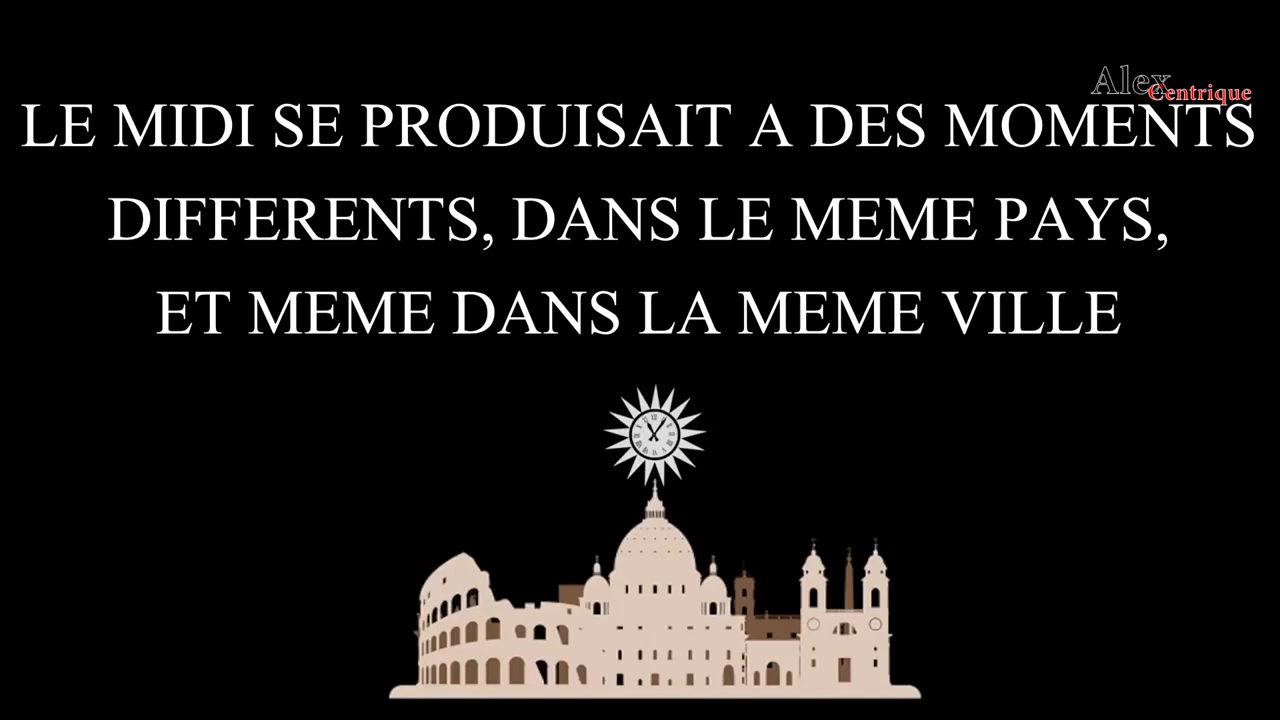 Alex
Centrique
LE MIDI SE PRODUISAIT A DES MOMENTS
DIFFERENTS, DANS LE MEME PAYS,
ET MEME DANS LA MEME VILLE